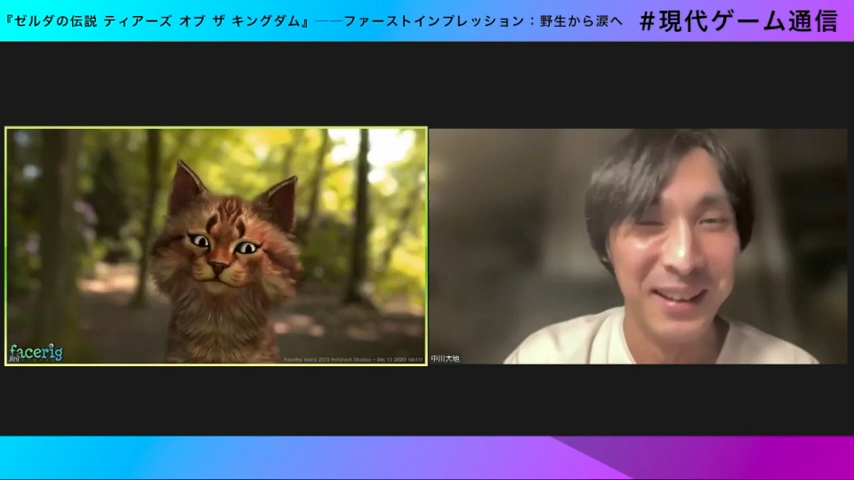 『ゼルダの伝説 ティアーズ オブ ザ キングダム』──ファーストインプレッション：野生から涙へ
#現代ゲーム通信
facerig
中川大地